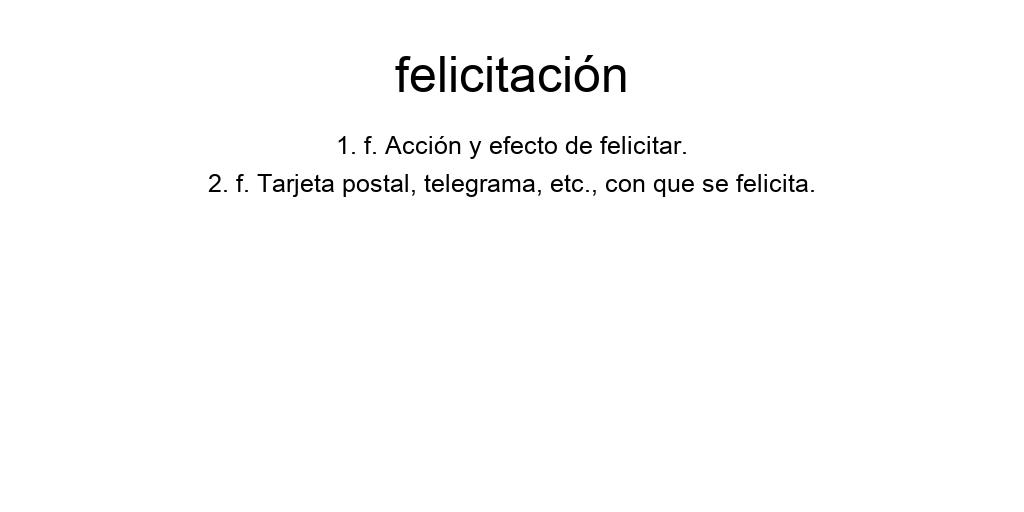 felicitación
1. f. Acción y efecto de felicitar.
2. f. Tarjeta postal, telegrama, etc., con que se felicita.